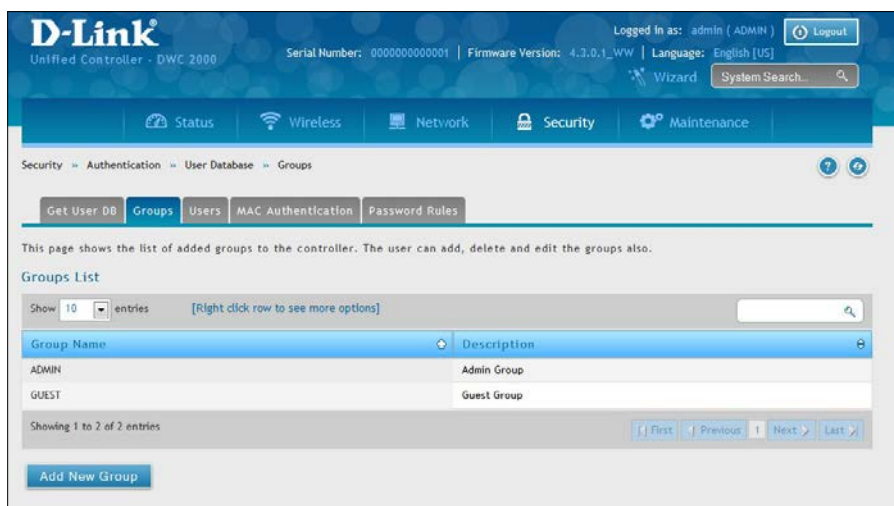 D-Link
Unified Controller - DWC 2000
Logged in as: admin ( ADMIN )
Logout
Serial Number: 0000000000001 | Firmware Version: 4.3.0.1_WW | Language: English [US]
Wizard
System Search...
Status
Wireless
Network
Security
Maintenance
Security » Authentication » User Database » Groups
?
Get User DB
Groups
Users
MAC Authentication
Password Rules
This page shows the list of added groups to the controller. The user can add, delete and edit the groups also.
Groups List
Show 10 entries
[Right click row to see more options]
Group Name
Description
ADMIN
Admin Group
GUEST
Guest Group
Showing 1 to 2 of 2 entries
First
Previous
1
Next
Last
Add New Group